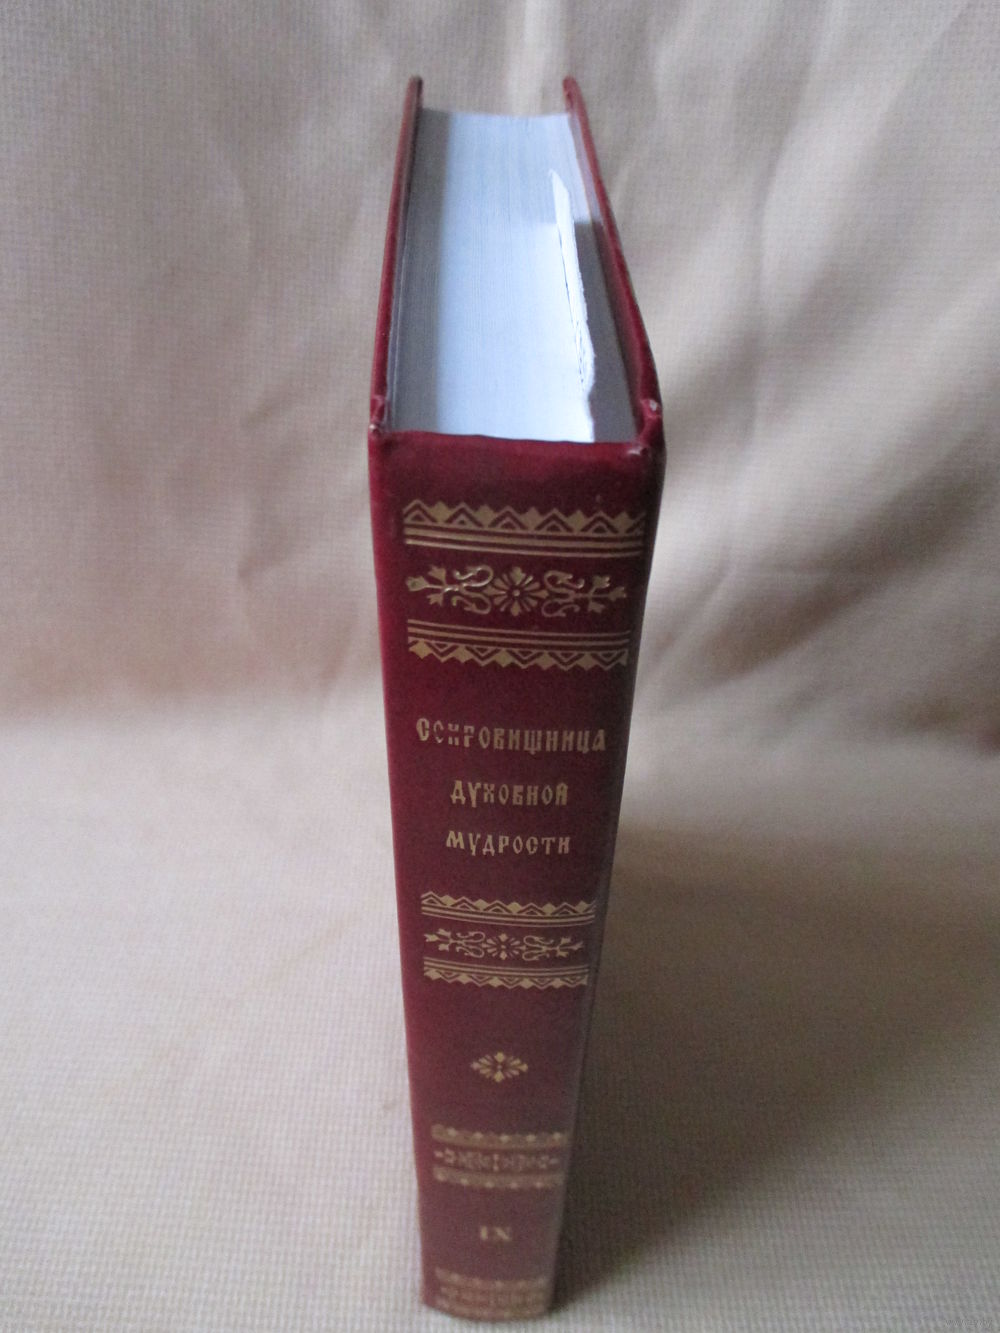 Сокровищница
духовной
мудрости
IX